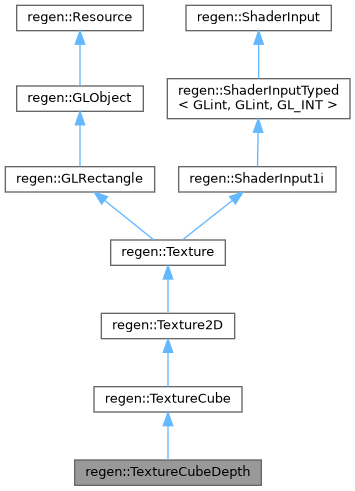 regen::Resource
regen::ShaderInput
regen::GLObject
regen::ShaderInputTyped
< GLint, GLint, GL_INT >
regen::GLRectangle
regen::ShaderInput1i
regen::Texture
regen::Texture2D
regen::TextureCube
regen::TextureCubeDepth